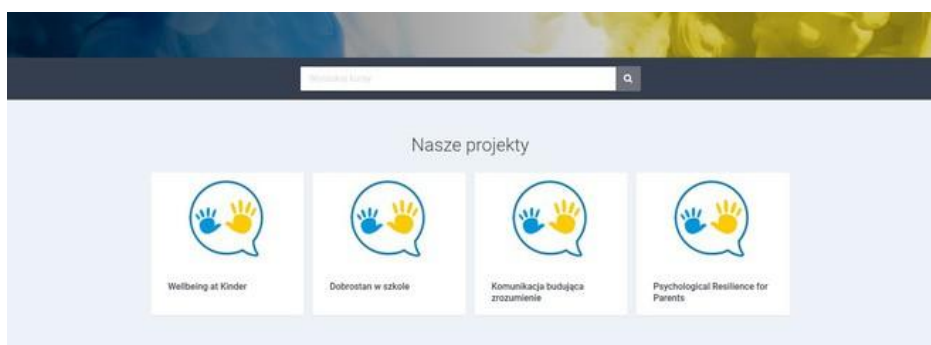 Nasze projekty
Wellbeing at Kinder
Dobrostan w szkole
Komunikacja budująca
zrozumienie
Psychological Resilience for
Parents